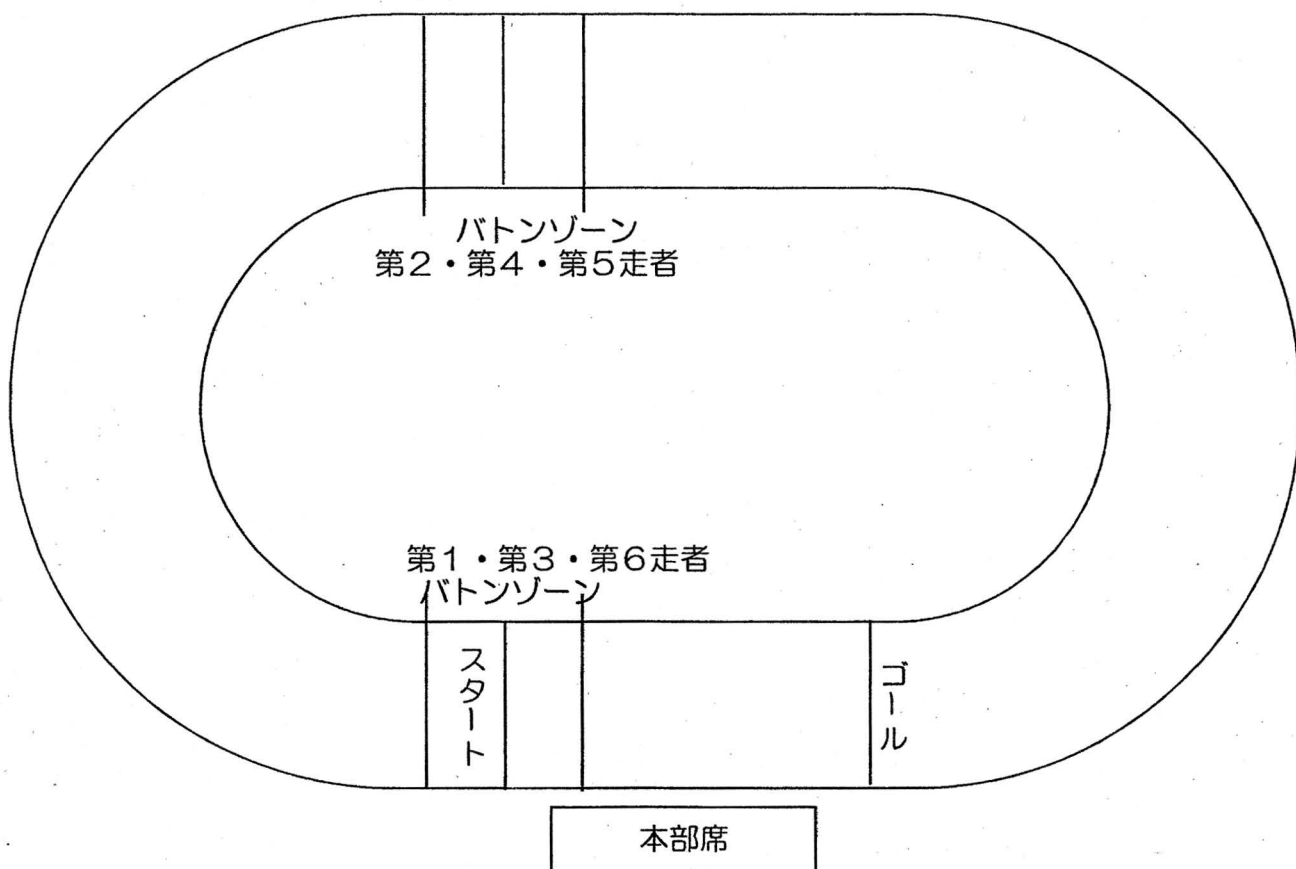 バトンゾーン
第2・第4・第5走者
第1・第3・第6走者
バトンゾーン
スタート
ゴール
本部席